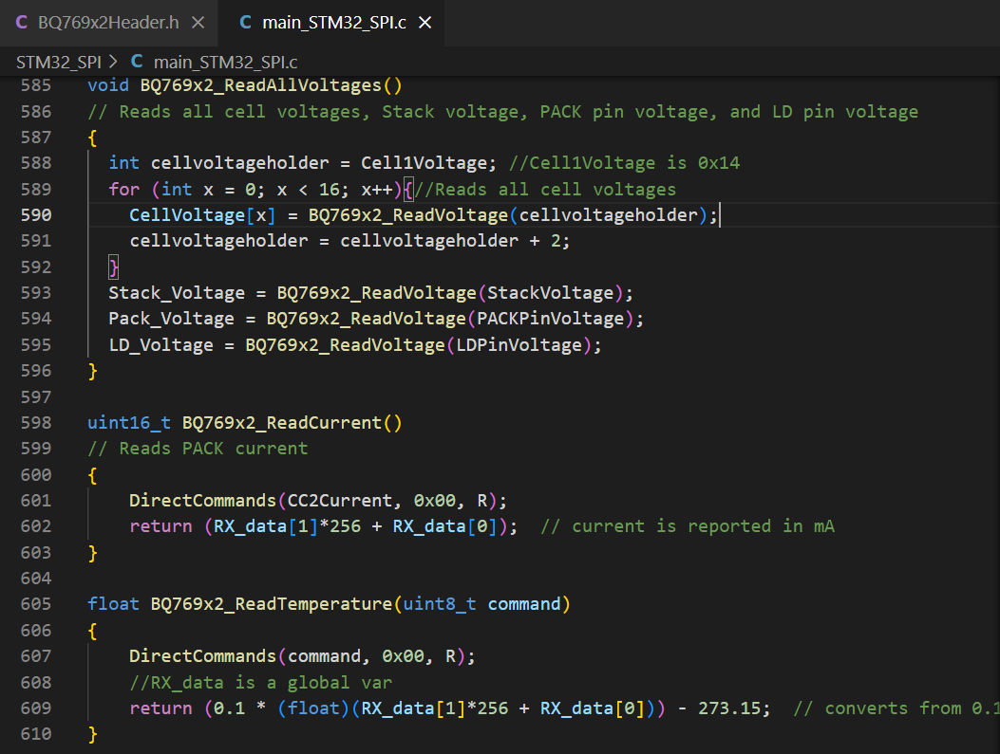 C BQ769x2Header.h ×
C main_STM32_SPI.c ×
STM32_SPI > C main_STM32_SPI.c
585 void BQ769x2_ReadAllVoltages()
586 // Reads all cell voltages, Stack voltage, PACK pin voltage, and LD pin voltage
587 {
588 int cellvoltageholder = Cell1Voltage; //Cell1Voltage is 0x14
589 for (int x = 0; x < 16; x++){//Reads all cell voltages
590 CellVoltage[x] = BQ769x2_ReadVoltage(cellvoltageholder);
591 cellvoltageholder = cellvoltageholder + 2;
592 }
593 Stack_Voltage = BQ769x2_ReadVoltage(StackVoltage);
594 Pack_Voltage = BQ769x2_ReadVoltage(PACKPinVoltage);
595 LD_Voltage = BQ769x2_ReadVoltage(LDPinVoltage);
596 }
597
598 uint16_t BQ769x2_ReadCurrent()
599 // Reads PACK current
600 {
601 DirectCommands(CC2Current, 0x00, R);
602 return (RX_data[1]*256 + RX_data[0]); // current is reported in mA
603 }
604
605 float BQ769x2_ReadTemperature(uint8_t command)
606 {
607 DirectCommands(command, 0x00, R);
608 //RX_data is a global var
609 return (0.1 * (float)(RX_data[1]*256 + RX_data[0])) - 273.15; // converts from 0.1
610 }